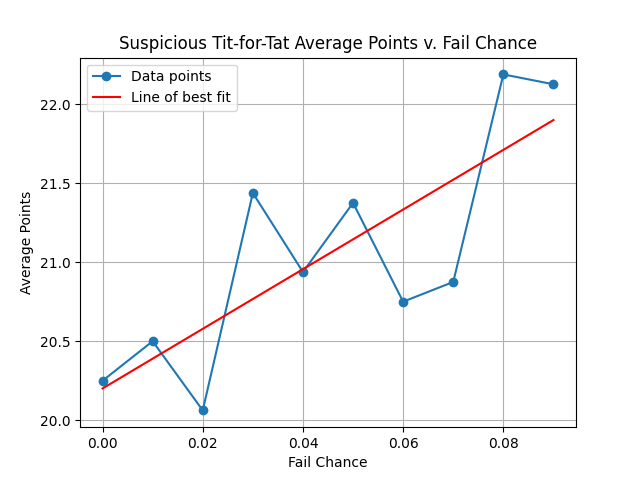 Suspicious Tit-for-Tat Average Points v. Fail Chance
Data points
Line of best fit
22.0
21.5
21.0
20.5
20.0
Average Points
0.00 0.02 0.04 0.06 0.08
Fail Chance